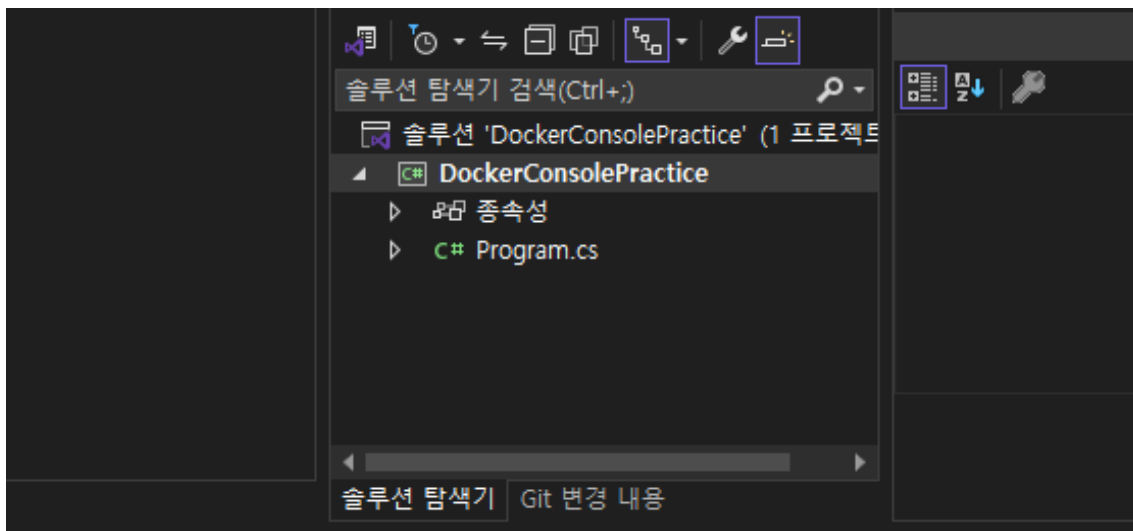 솔루션 탐색기 검색(Ctrl+;)
솔루션 'DockerConsolePractice' (1 프로젝트
C# DockerConsolePractice
종속성
C# Program.cs
솔루션 탐색기 Git 변경 내용